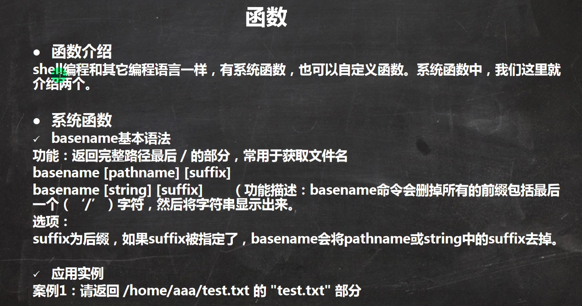 函数
● 函数介绍
shell编程和其它编程语言一样，有系统函数，也可以自定义函数。系统函数中，我们这里就
介绍两个。
● 系统函数
✓ basename基本语法
功能：返回完整路径最后 / 的部分，常用于获取文件名
basename [pathname] [suffix]
basename [string] [suffix] （功能描述：basename命令会删掉所有的前缀包括最后
一个（‘/’）字符，然后将字符串显示出来。
选项：
suffix为后缀，如果suffix被指定了，basename会将pathname或string中的suffix去掉。
✓ 应用实例
案例1：请返回 /home/aaa/test.txt 的 "test.txt" 部分